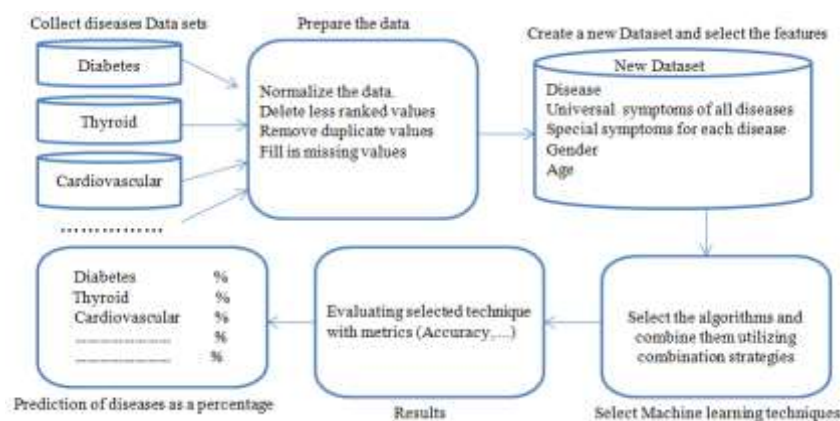 Collect diseases Data sets
Diabetes
Thyroid
Cardiovascular
................
Prepare the data
Normalize the data.
Delete less ranked values
Remove duplicate values
Fill in missing values
Create a new Dataset and select the features
New Dataset
Disease
Universal symptoms of all diseases
Special symptoms for each disease
Gender
Age
Select the algorithms and
combine them utilizing
combination strategies
Select Machine learning techniques
Evaluating selected technique
with metrics (Accuracy,...)
Results
Diabetes %
Thyroid %
Cardiovascular %
........................ %
........................ %
Prediction of diseases as a percentage